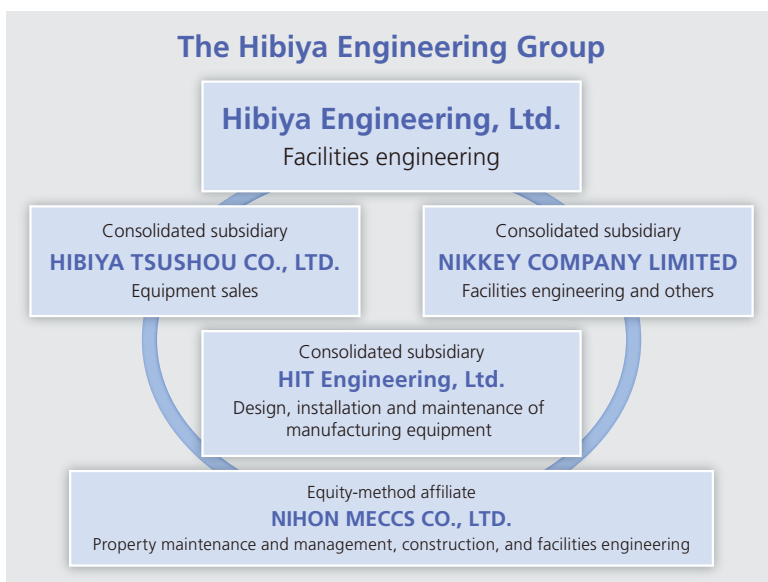 The Hibiya Engineering Group
Hibiya Engineering, Ltd.
Facilities engineering
Consolidated subsidiary
HIBIYA TSUSHOU CO., LTD.
Equipment sales
Consolidated subsidiary
NIKKEY COMPANY LIMITED
Facilities engineering and others
Consolidated subsidiary
HIT Engineering, Ltd.
Design, installation and maintenance of
manufacturing equipment
Equity-method affiliate
NIHON MECCS CO., LTD.
Property maintenance and management, construction, and facilities engineering